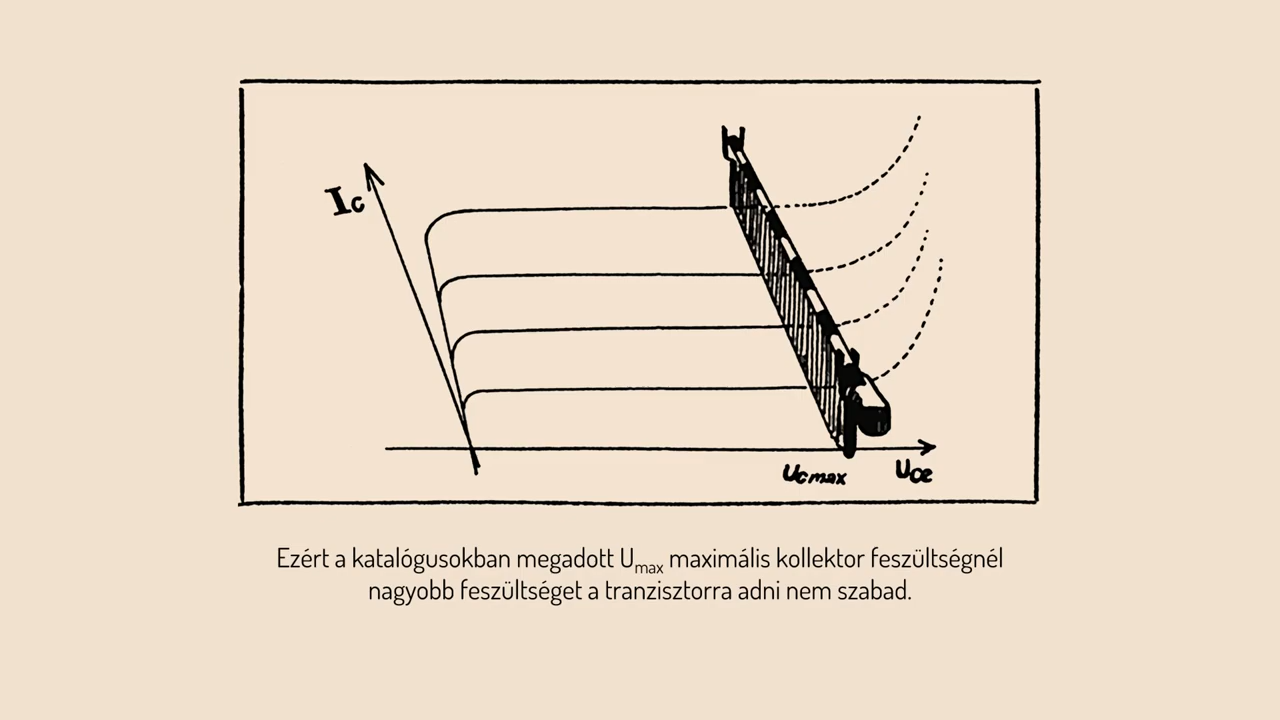 Ic
Ucmax
Uce
Ezért a katalógusokban megadott Umax maximális kollektor feszültségnél
nagyobb feszültséget a tranzisztorra adni nem szabad.